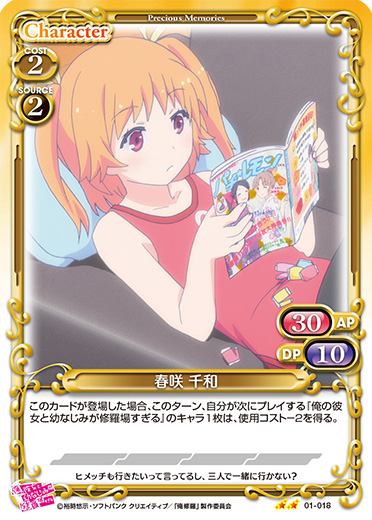 Precious Memories
Character
COST
2
SOURCE
2
パチレモン
30 AP
DP 10
春咲 千和
このカードが登場した場合、このターン、自分が次にプレイする『俺の彼
女と幼なじみが修羅場すぎる』のキャラ1枚は、使用コスト−2を得る。
ヒメッチも行きたいって言ってるし、三人で一緒に行かない?
©裕時悠示・ソフトバンク クリエイティブ/「俺修羅」製作委員会
01-018